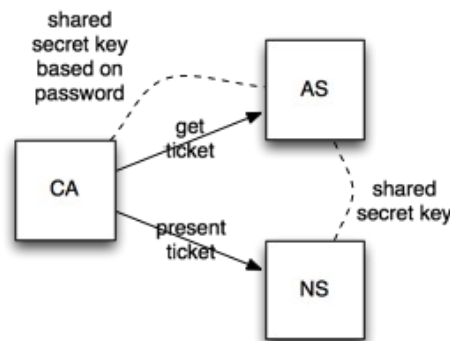 shared
secret key
based on
password
AS
get
ticket
CA
shared
secret key
present
ticket
NS